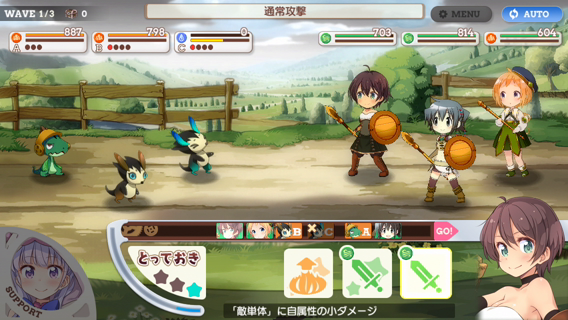 WAVE 1/3
0
通常攻撃
MENU
AUTO
887
A
798
B
0
C
703
814
604
B
C
A
GO!
とっておき
SUPPORT
「敵単体」に自属性の小ダメージ